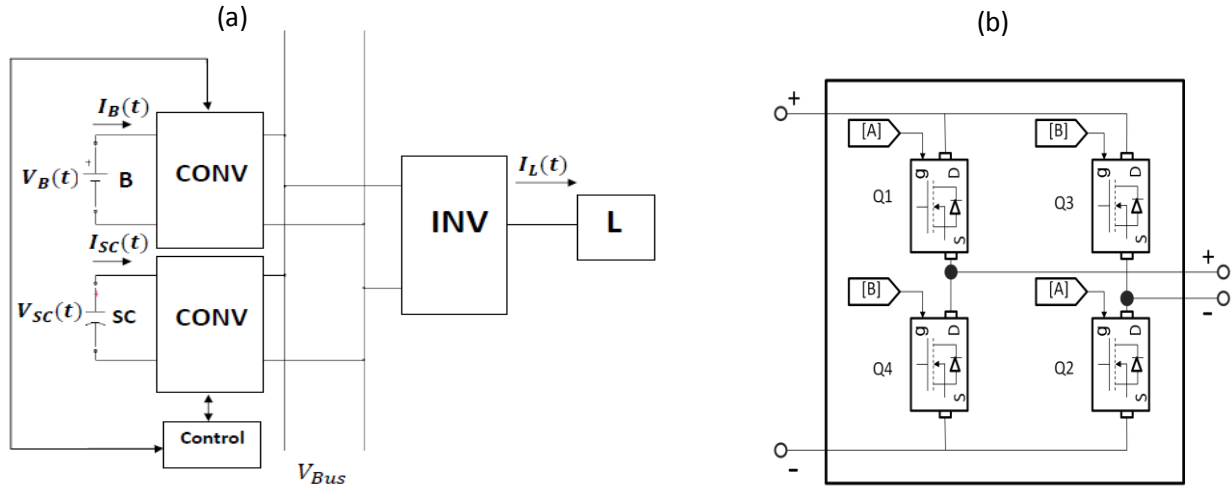 (a)
I_B(t)
V_B(t)
+
B
CONV
I_SC(t)
V_SC(t)
+
SC
CONV
Control
V_Bus
INV
I_L(t)
L
(b)
+
[A]
g
D
S
Q1
[B]
g
D
S
Q3
+
-
[B]
g
D
S
Q4
[A]
g
D
S
Q2
-